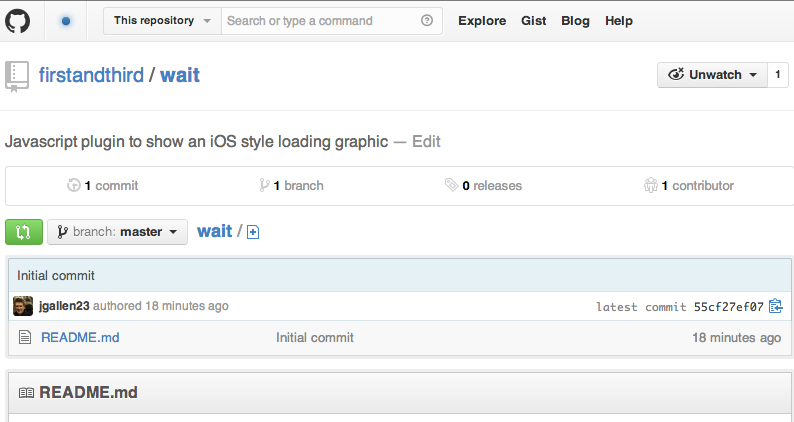 This repository Search or type a command Explore Gist Blog Help
firstandthird / wait Unwatch 1
Javascript plugin to show an iOS style loading graphic — Edit
1 commit 1 branch 0 releases 1 contributor
branch: master wait /
Initial commit
jgallen23 authored 18 minutes ago latest commit 55cf27ef07
README.md Initial commit 18 minutes ago
README.md